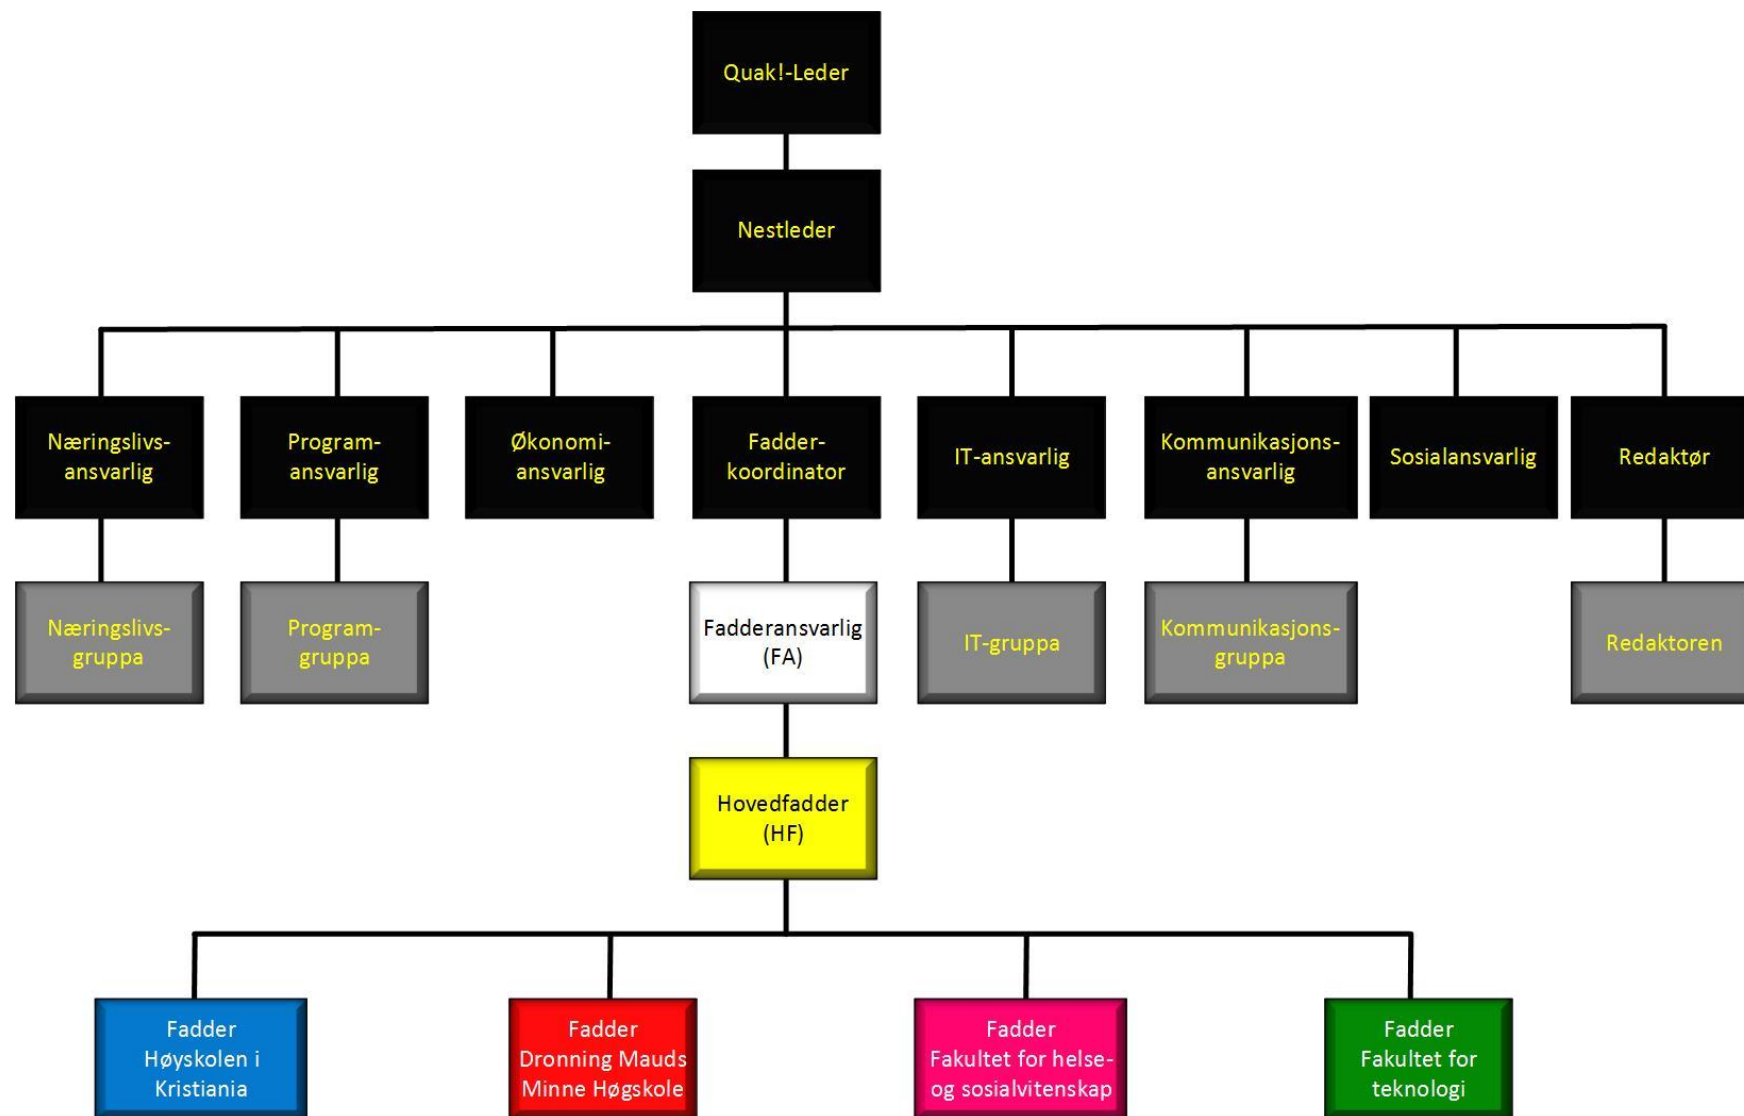 Quak!-Leder
Nestleder
Næringslivs-
ansvarlig
Program-
ansvarlig
Økonomi-
ansvarlig
Fadder-
koordinator
IT-ansvarlig
Kommunikasjons-
ansvarlig
Sosialansvarlig
Redaktør
Næringslivs-
gruppa
Program-
gruppa
Fadderansvarlig
(FA)
IT-gruppa
Kommunikasjons-
gruppa
Redaktoren
Hovedfadder
(HF)
Fadder
Høyskolen i
Kristiania
Fadder
Dronning Mauds
Minne Høgskole
Fadder
Fakultet for helse-
og sosialvitenskap
Fadder
Fakultet for
teknologi